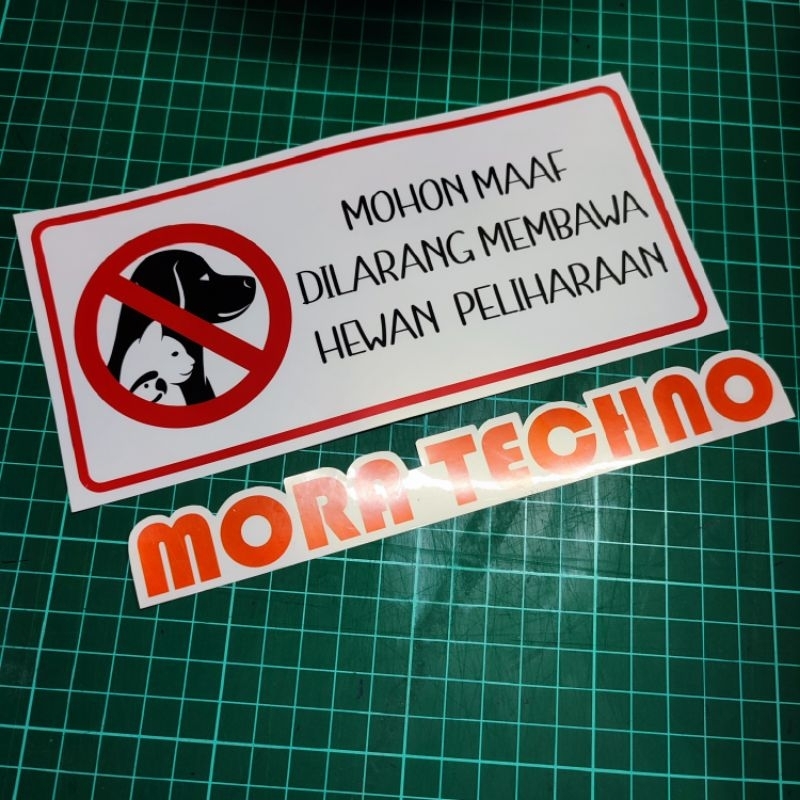 MOHON MAAF
DILARANG MEMBAWA
HEWAN PELIHARAAN
MORA TECHNO